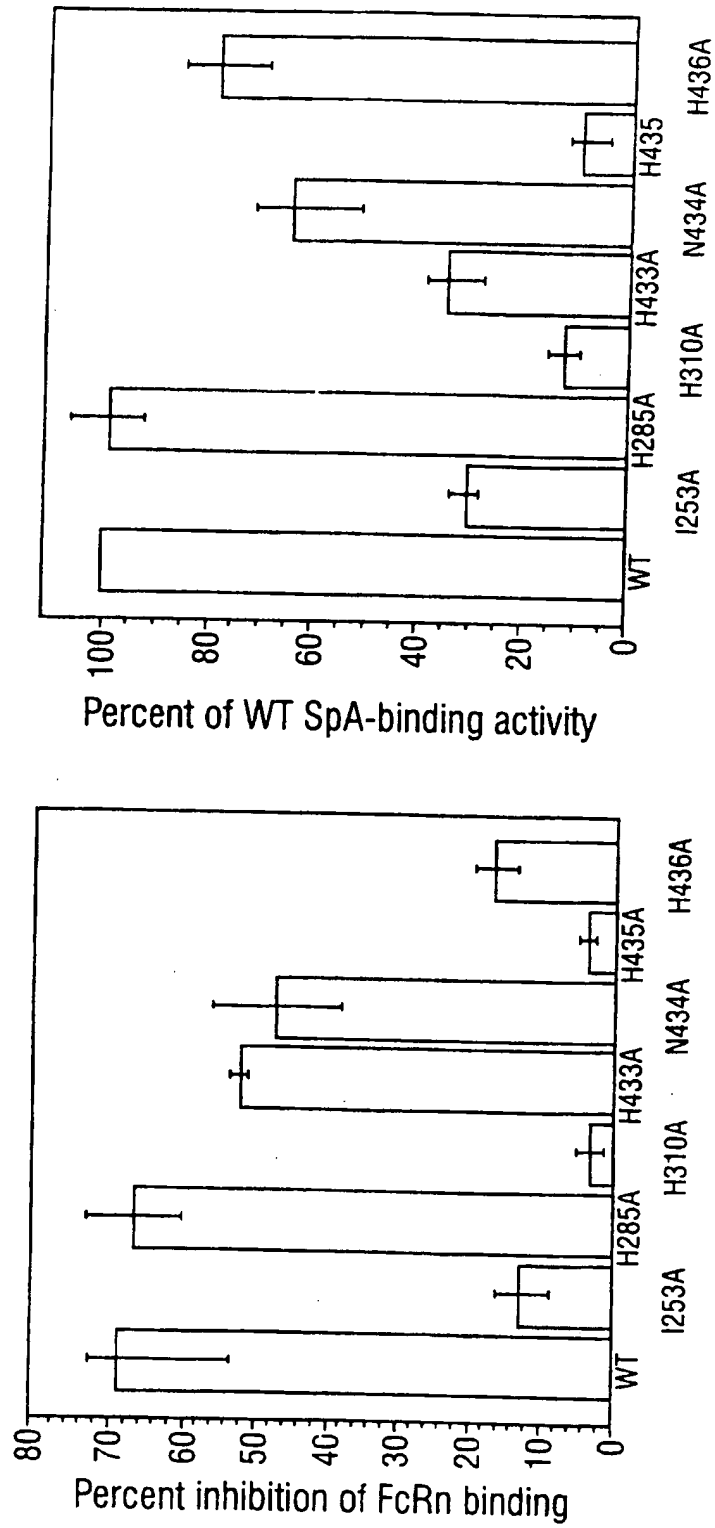 Percent inhibition of FcRn binding
80
70
60
50
40
30
20
10
0
WT
I253A
H285A
H310A
H433A
N434A
H435A
H436A
Percent of WT SpA-binding activity
100
80
60
40
20
0
WT
I253A
H285A
H310A
H433A
N434A
H435
H436A